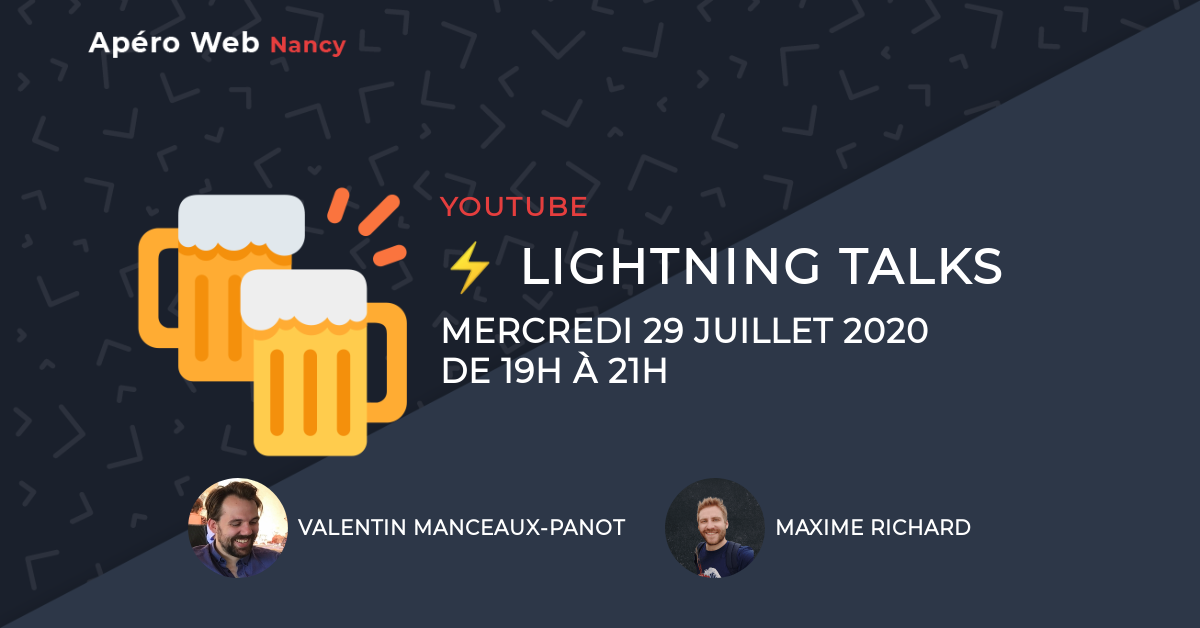 Apéro Web Nancy
YOUTUBE
⚡ LIGHTNING TALKS
MERCREDI 29 JUILLET 2020
DE 19H À 21H
VALENTIN MANCEAUX-PANOT
MAXIME RICHARD